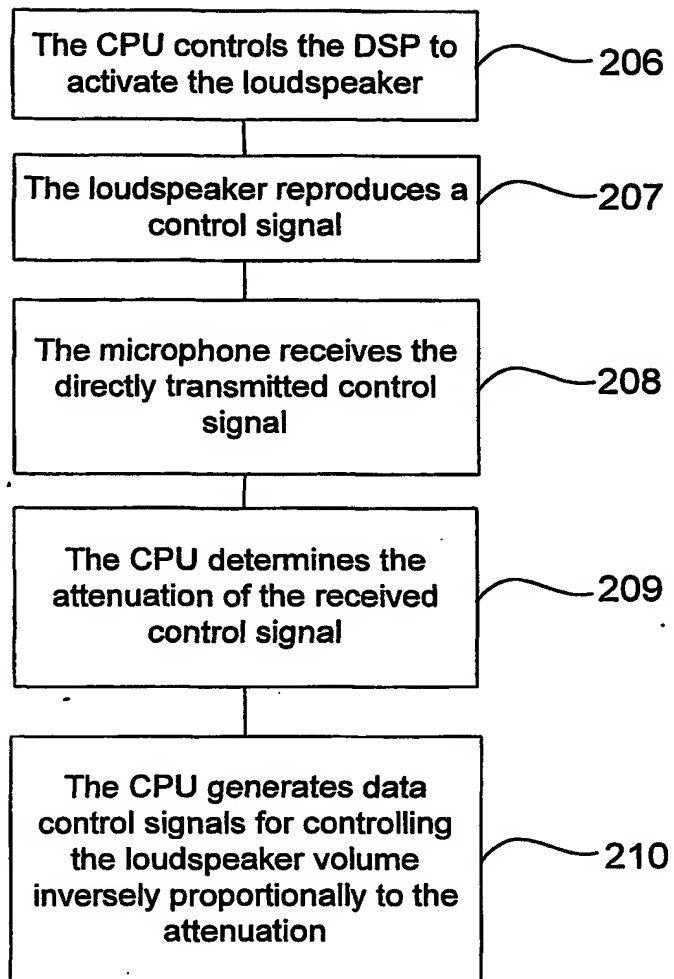 The CPU controls the DSP to
activate the loudspeaker
206
The loudspeaker reproduces a
control signal
207
The microphone receives the
directly transmitted control
signal
208
The CPU determines the
attenuation of the received
control signal
209
The CPU generates data
control signals for controlling
the loudspeaker volume
inversely proportionally to the
attenuation
210